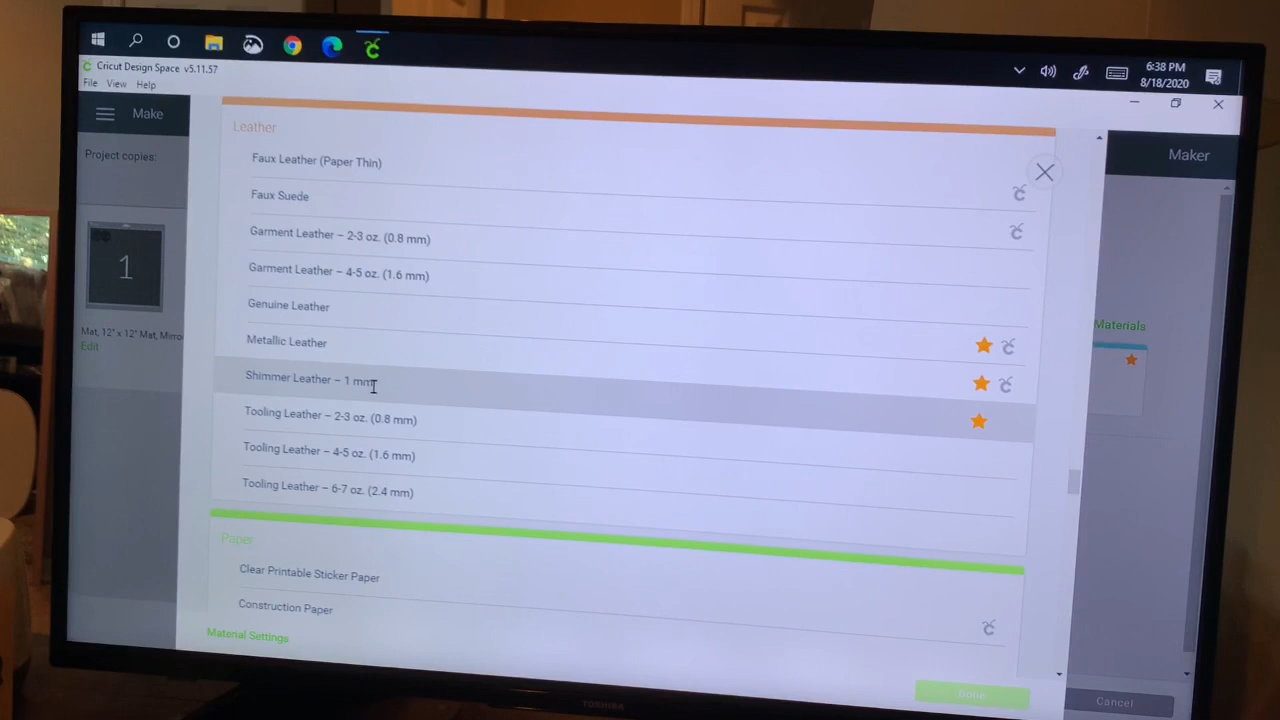 6:38 PM
8/18/2020
Cricut Design Space v5.11.57
File View Help
Make
Maker
Project copies:
1
Mat, 12" x 12" Mat, Mirro
Edit
Leather
Faux Leather (Paper Thin)
Faux Suede
Garment Leather – 2-3 oz. (0.8 mm)
Garment Leather – 4-5 oz. (1.6 mm)
Genuine Leather
Metallic Leather
Shimmer Leather – 1 mm
Tooling Leather – 2-3 oz. (0.8 mm)
Tooling Leather – 4-5 oz. (1.6 mm)
Tooling Leather – 6-7 oz. (2.4 mm)
Paper
Clear Printable Sticker Paper
Construction Paper
Material Settings
Materials
Done
Cancel
TOSHIBA